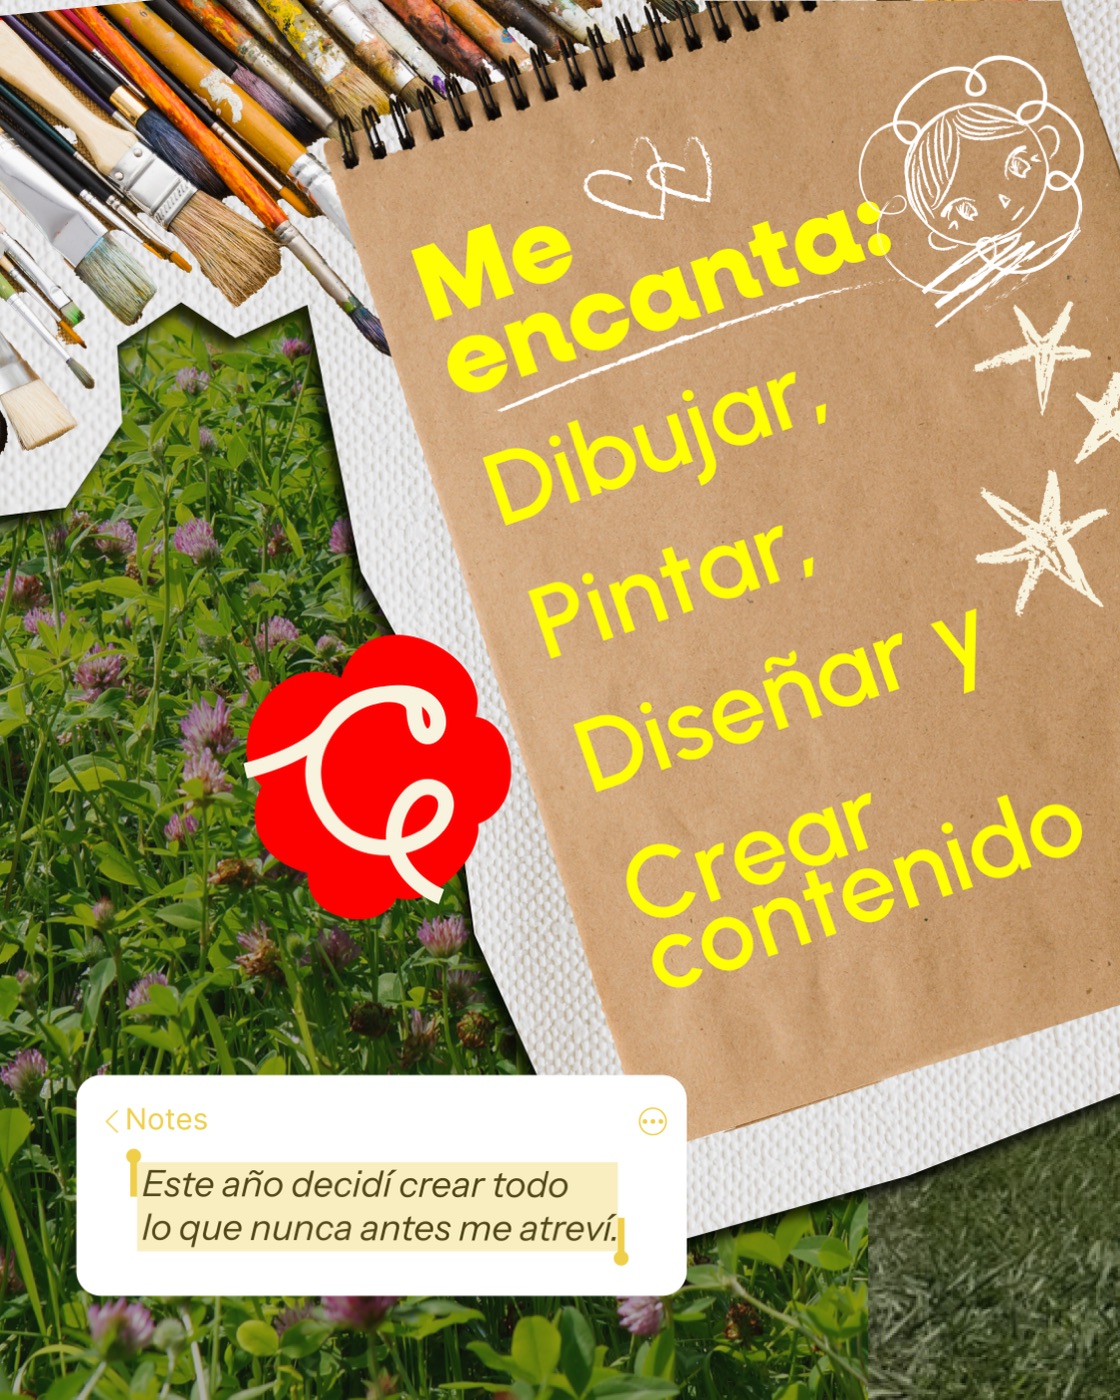 Me
encanta:
Dibujar,
Pintar,
Diseñar y
Crear
contenido
Notes
Este año decidí crear todo
lo que nunca antes me atreví.